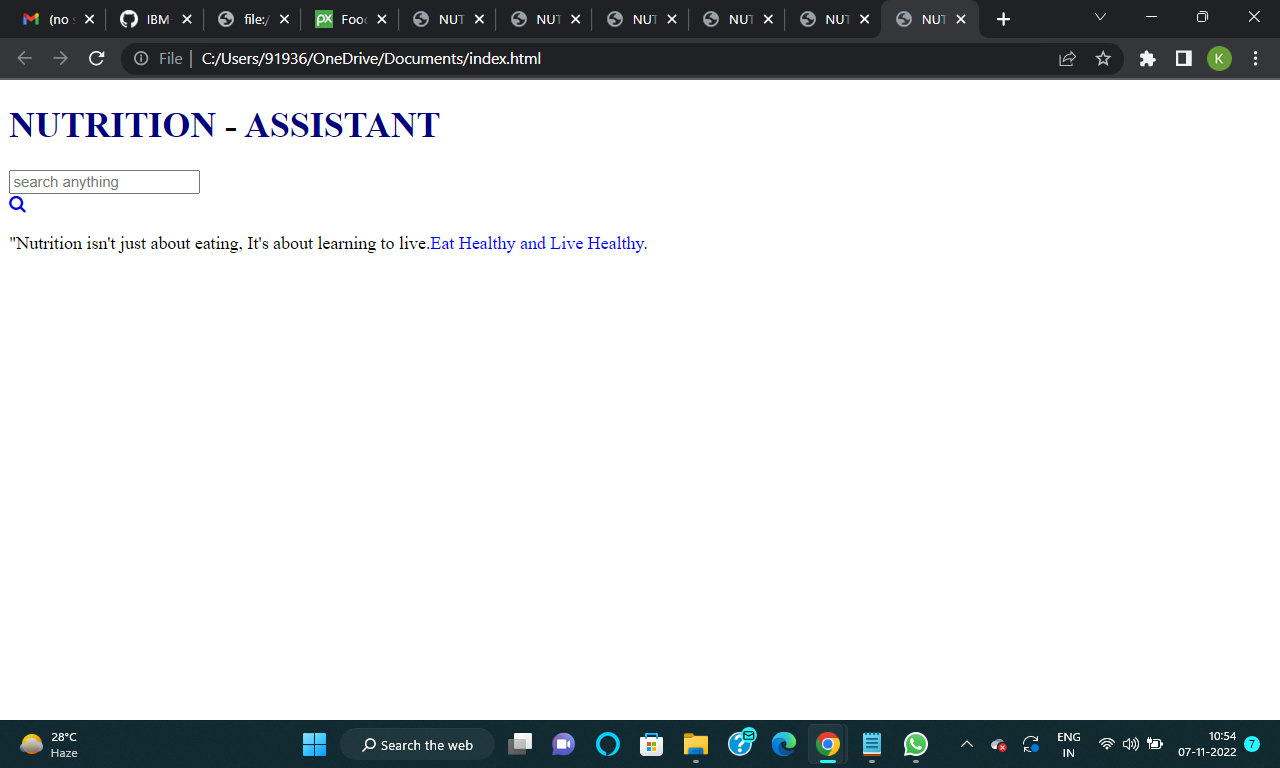 (no s
IBM-
file:/
Food
NUT
NUT
NUT
NUT
NUT
NUT
File
C:/Users/91936/OneDrive/Documents/index.html
K
NUTRITION - ASSISTANT
search anything
"Nutrition isn't just about eating, It's about learning to live.Eat Healthy and Live Healthy.
28°C
Haze
Search the web
ENG
IN
10:54
07-11-2022
7